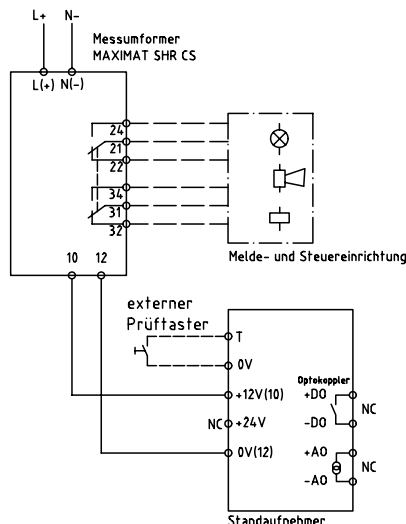 L+ N-
Messumformer
MAXIMAT SHR CS
L(+) N(-)
24
21
22
34
31
32
10 12
Melde- und Steuereinrichtung
externer
Prüftaster
T
0V
Optokoppler
+12V(10) +DO
NC
NC +24V -DO
0V(12) +AO
NC
-AO
Standaufnehmer